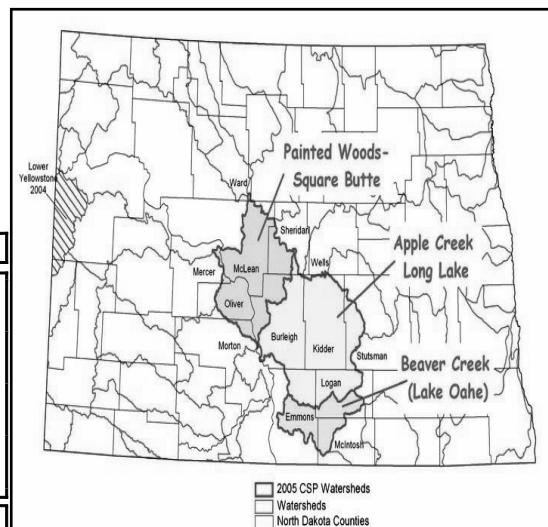 Lower
Yellowstone
2004
Painted Woods-
Square Butte
Ward
Sheridan
Apple Creek
Long Lake
Mercer
McLean
Wells
Oliver
Burleigh
Kidder
Stutsman
Morton
Beaver Creek
(Lake Oahe)
Logan
Emmons
McIntosh
2005 CSP Watersheds
Watersheds
North Dakota Counties